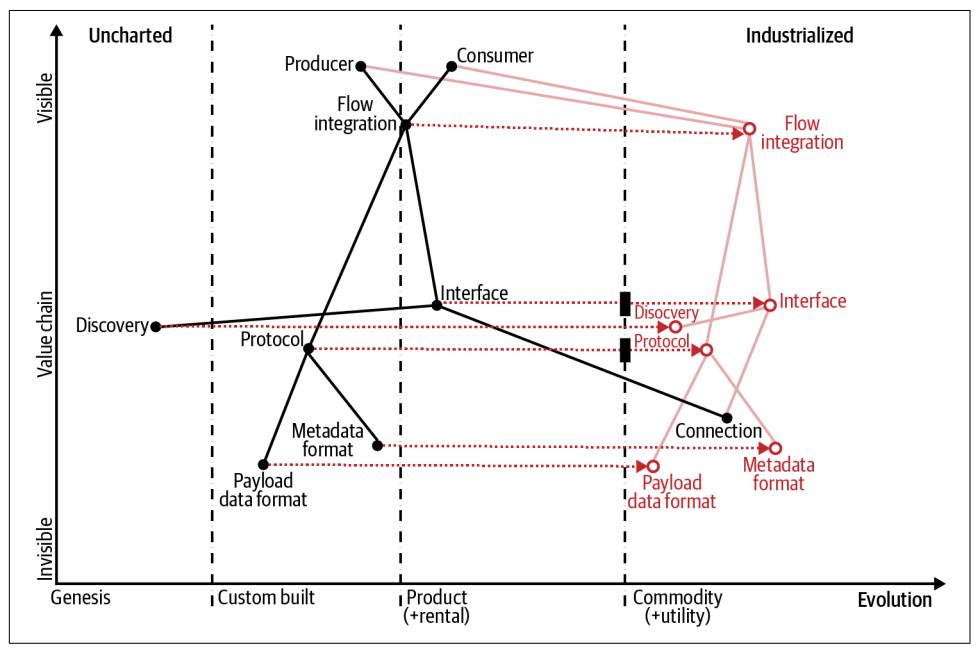 Uncharted
Industrialized
Producer
Consumer
Visible
Flow
integration
Flow
integration
Value chain
Interface
Interface
Discovery
Disocvery
Protocol
Protocol
Connection
Metadata
format
Metadata
format
Payload
data format
Payload
data format
Invisible
Genesis
Custom built
Product
(+rental)
Commodity
(+utility)
Evolution